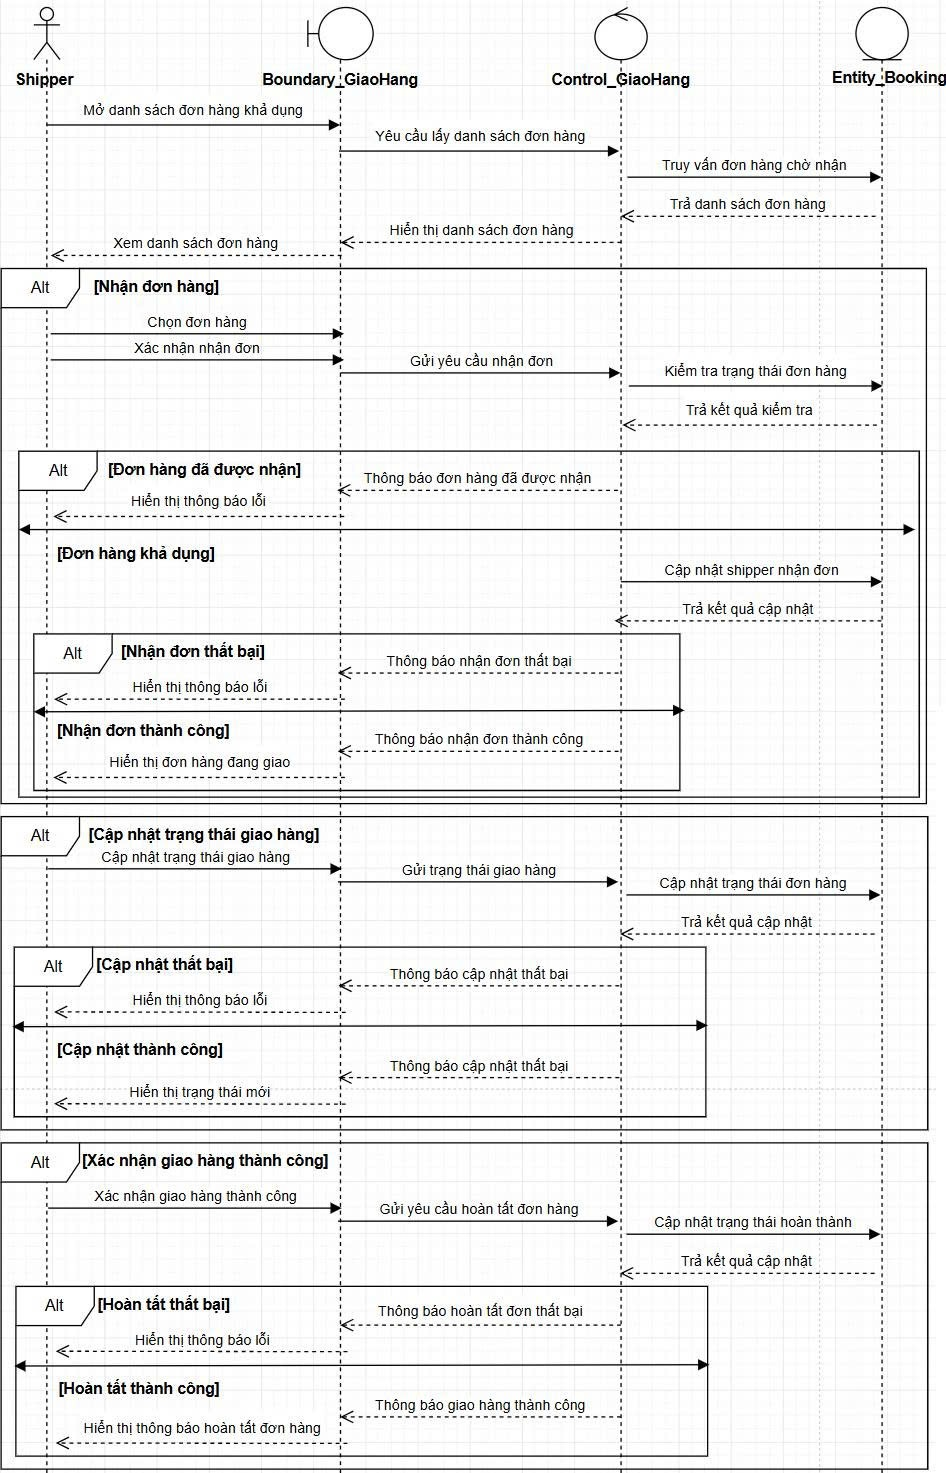 Shipper
Boundary_GiaoHang
Control_GiaoHang
Entity_Booking
Mở danh sách đơn hàng khả dụng
Yêu cầu lấy danh sách đơn hàng
Truy vấn đơn hàng chờ nhận
Trả danh sách đơn hàng
Hiển thị danh sách đơn hàng
Xem danh sách đơn hàng
Alt
[Nhận đơn hàng]
Chọn đơn hàng
Xác nhận nhận đơn
Gửi yêu cầu nhận đơn
Kiểm tra trạng thái đơn hàng
Trả kết quả kiểm tra
Alt
[Đơn hàng đã được nhận]
Thông báo đơn hàng đã được nhận
Hiển thị thông báo lỗi
[Đơn hàng khả dụng]
Cập nhật shipper nhận đơn
Trả kết quả cập nhật
Alt
[Nhận đơn thất bại]
Thông báo nhận đơn thất bại
Hiển thị thông báo lỗi
[Nhận đơn thành công]
Thông báo nhận đơn thành công
Hiển thị đơn hàng đang giao
Alt
[Cập nhật trạng thái giao hàng]
Cập nhật trạng thái giao hàng
Gửi trạng thái giao hàng
Cập nhật trạng thái đơn hàng
Trả kết quả cập nhật
Alt
[Cập nhật thất bại]
Thông báo cập nhật thất bại
Hiển thị thông báo lỗi
[Cập nhật thành công]
Thông báo cập nhật thất bại
Hiển thị trạng thái mới
Alt
[Xác nhận giao hàng thành công]
Xác nhận giao hàng thành công
Gửi yêu cầu hoàn tất đơn hàng
Cập nhật trạng thái hoàn thành
Trả kết quả cập nhật
Alt
[Hoàn tất thất bại]
Thông báo hoàn tất đơn thất bại
Hiển thị thông báo lỗi
[Hoàn tất thành công]
Thông báo giao hàng thành công
Hiển thị thông báo hoàn tất đơn hàng